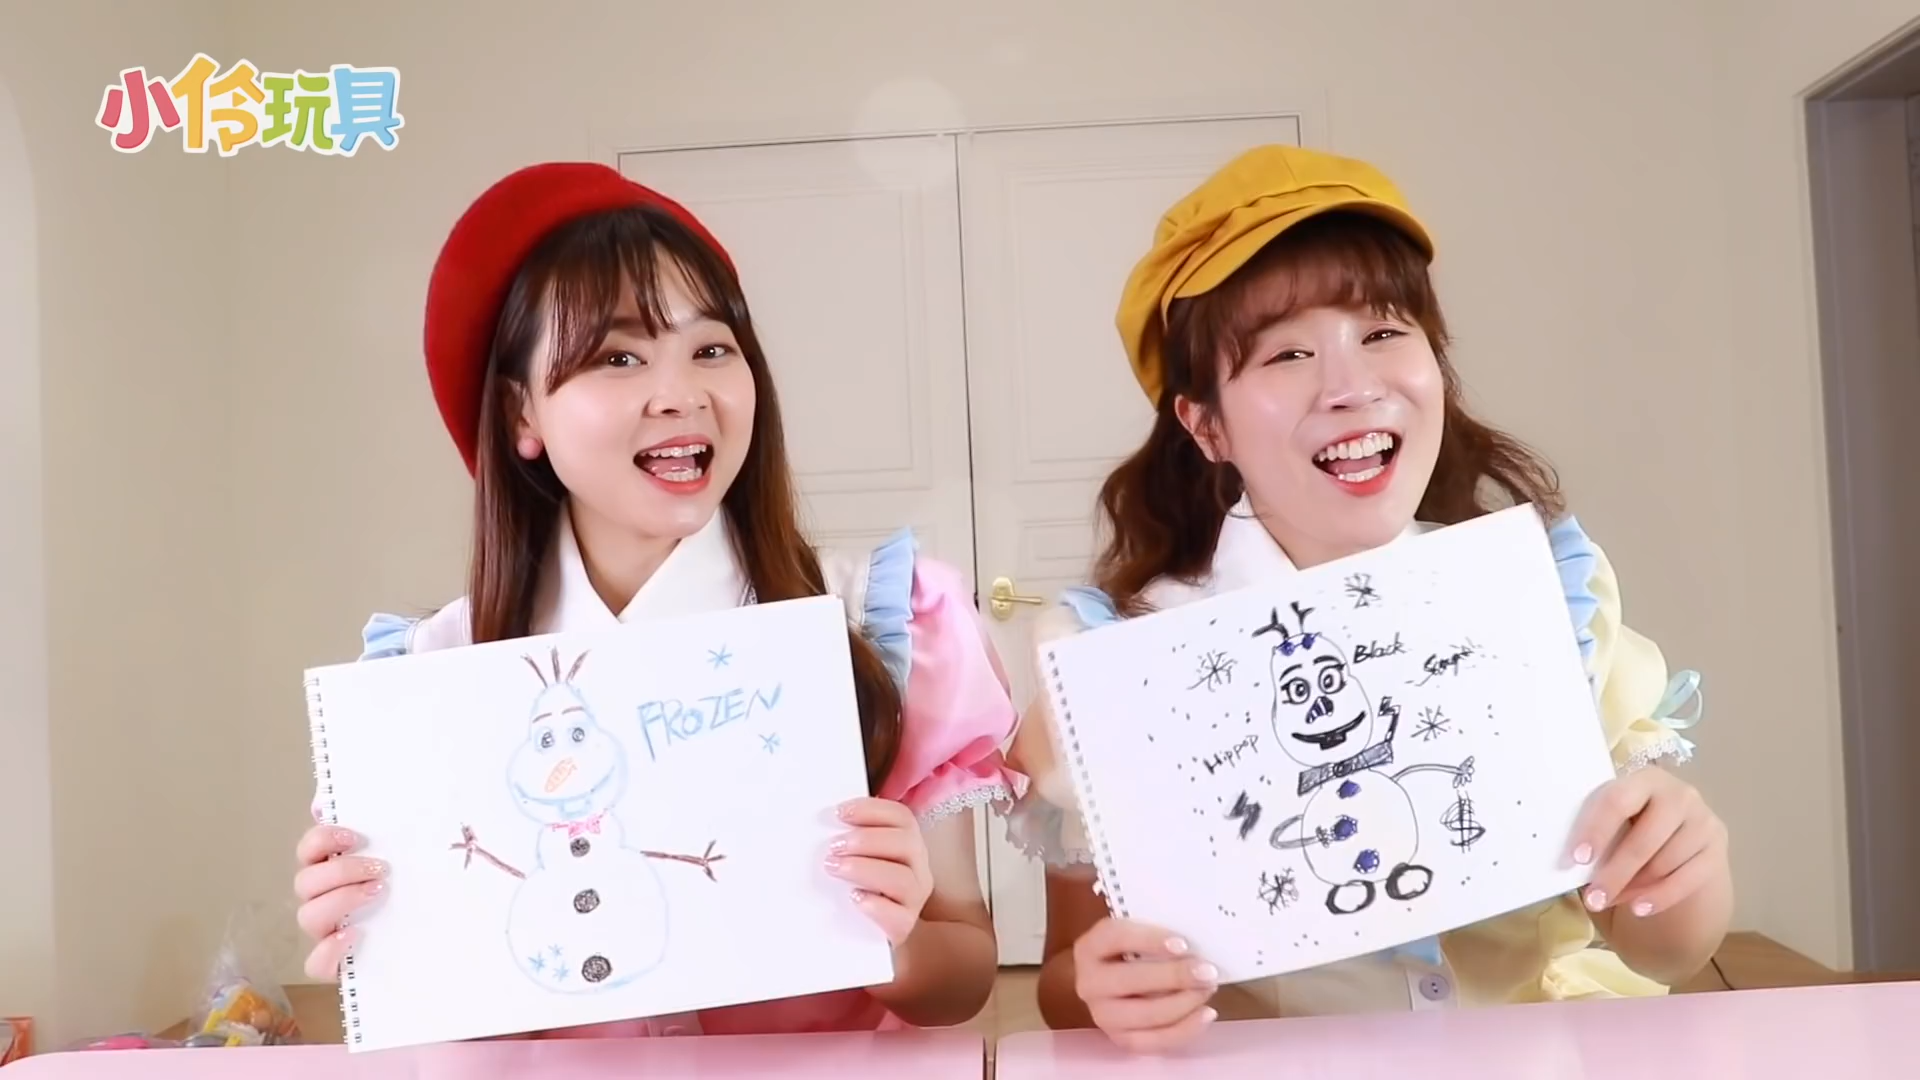 小伶玩具
FROZEN
Black
Hippop
$